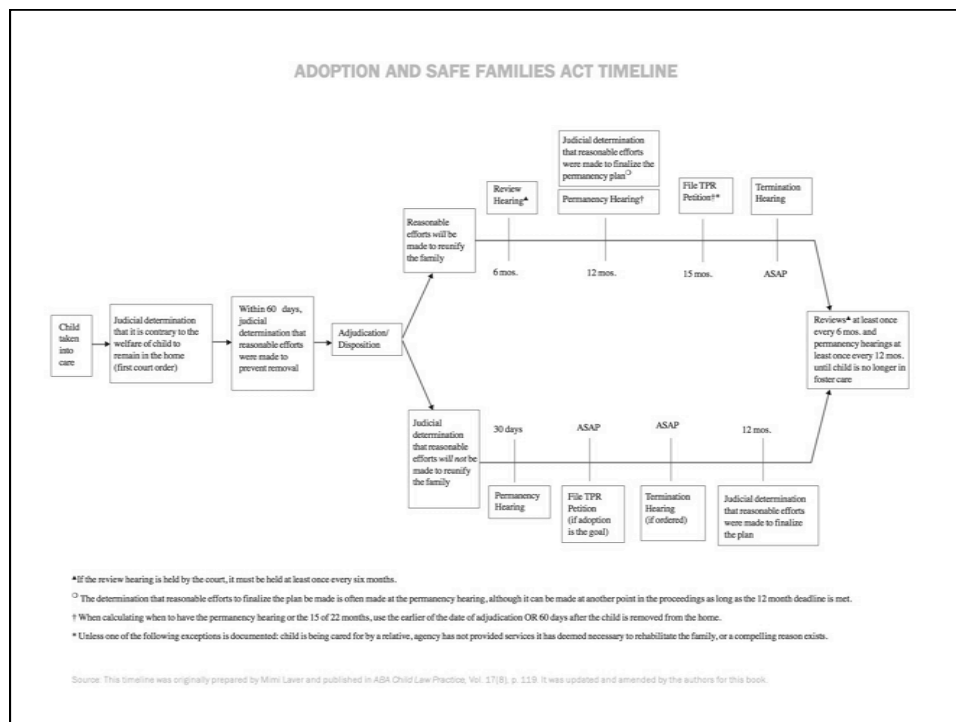 ADOPTION AND SAFE FAMILIES ACT TIMELINE
Child
taken
into
care
Judicial determination
that it is contrary to the
welfare of child to
remain in the home
(first court order)
Within 60 days,
judicial
determination that
reasonable efforts
were made to
prevent removal
Adjudication/
Disposition
Reasonable
efforts will be
made to reunify
the family
Review
Hearing▲
6 mos.
Judicial determination
that reasonable efforts
were made to finalize the
permanency plan❍
Permanency Hearing†
12 mos.
File TPR
Petition†*
15 mos.
Termination
Hearing
ASAP
Judicial
determination
that reasonable
efforts will not be
made to reunify
the family
30 days
Permanency
Hearing
ASAP
File TPR
Petition
(if adoption
is the goal)
ASAP
Termination
Hearing
(if ordered)
12 mos.
Judicial determination
that reasonable efforts
were made to finalize
the plan
Reviews▲ at least once
every 6 mos. and
permanency hearings at
least once every 12 mos.
until child is no longer in
foster care
▲If the review hearing is held by the court, it must be held at least once every six months.
❍ The determination that reasonable efforts to finalize the plan be made is often made at the permanency hearing, although it can be made at another point in the proceedings as long as the 12 month deadline is met.
† When calculating when to have the permanency hearing or the 15 of 22 months, use the earlier of the date of adjudication OR 60 days after the child is removed from the home.
* Unless one of the following exceptions is documented: child is being cared for by a relative, agency has not provided services it has deemed necessary to rehabilitate the family, or a compelling reason exists.
Source: This timeline was originally prepared by Mimi Laver and published in ABA Child Law Practice, Vol. 17(8), p. 119. It was updated and amended by the authors for this book.